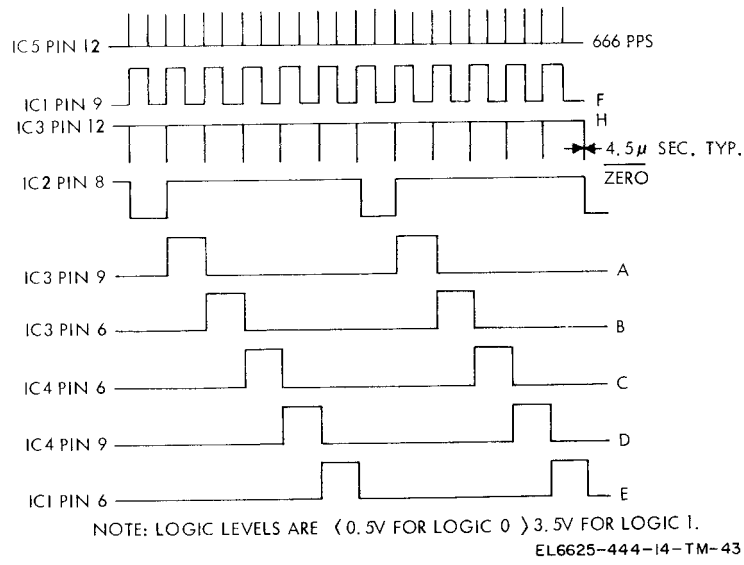 IC5 PIN 12
666 PPS
IC1 PIN 9
F
IC3 PIN 12
H
4.5μ SEC. TYP.
IC2 PIN 8
ZERO
IC3 PIN 9
A
IC3 PIN 6
B
IC4 PIN 6
C
IC4 PIN 9
D
IC1 PIN 6
E
NOTE: LOGIC LEVELS ARE 〈0.5V FOR LOGIC 0 〉3.5V FOR LOGIC 1.
EL6625-444-14-TM-43